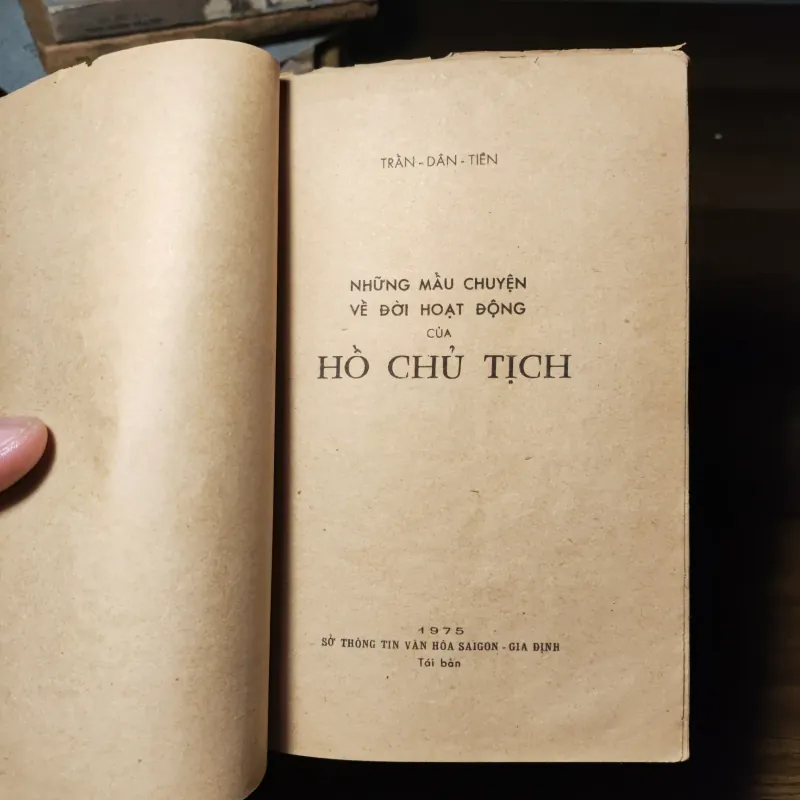 TRẦN - DÂN - TIÊN
NHỮNG MẦU CHUYỆN
VỀ ĐỜI HOẠT ĐỘNG
CỦA
HỒ CHỦ TỊCH
1975
SỞ THÔNG TIN VĂN HÓA SAIGON - GIA ĐỊNH
Tái bản